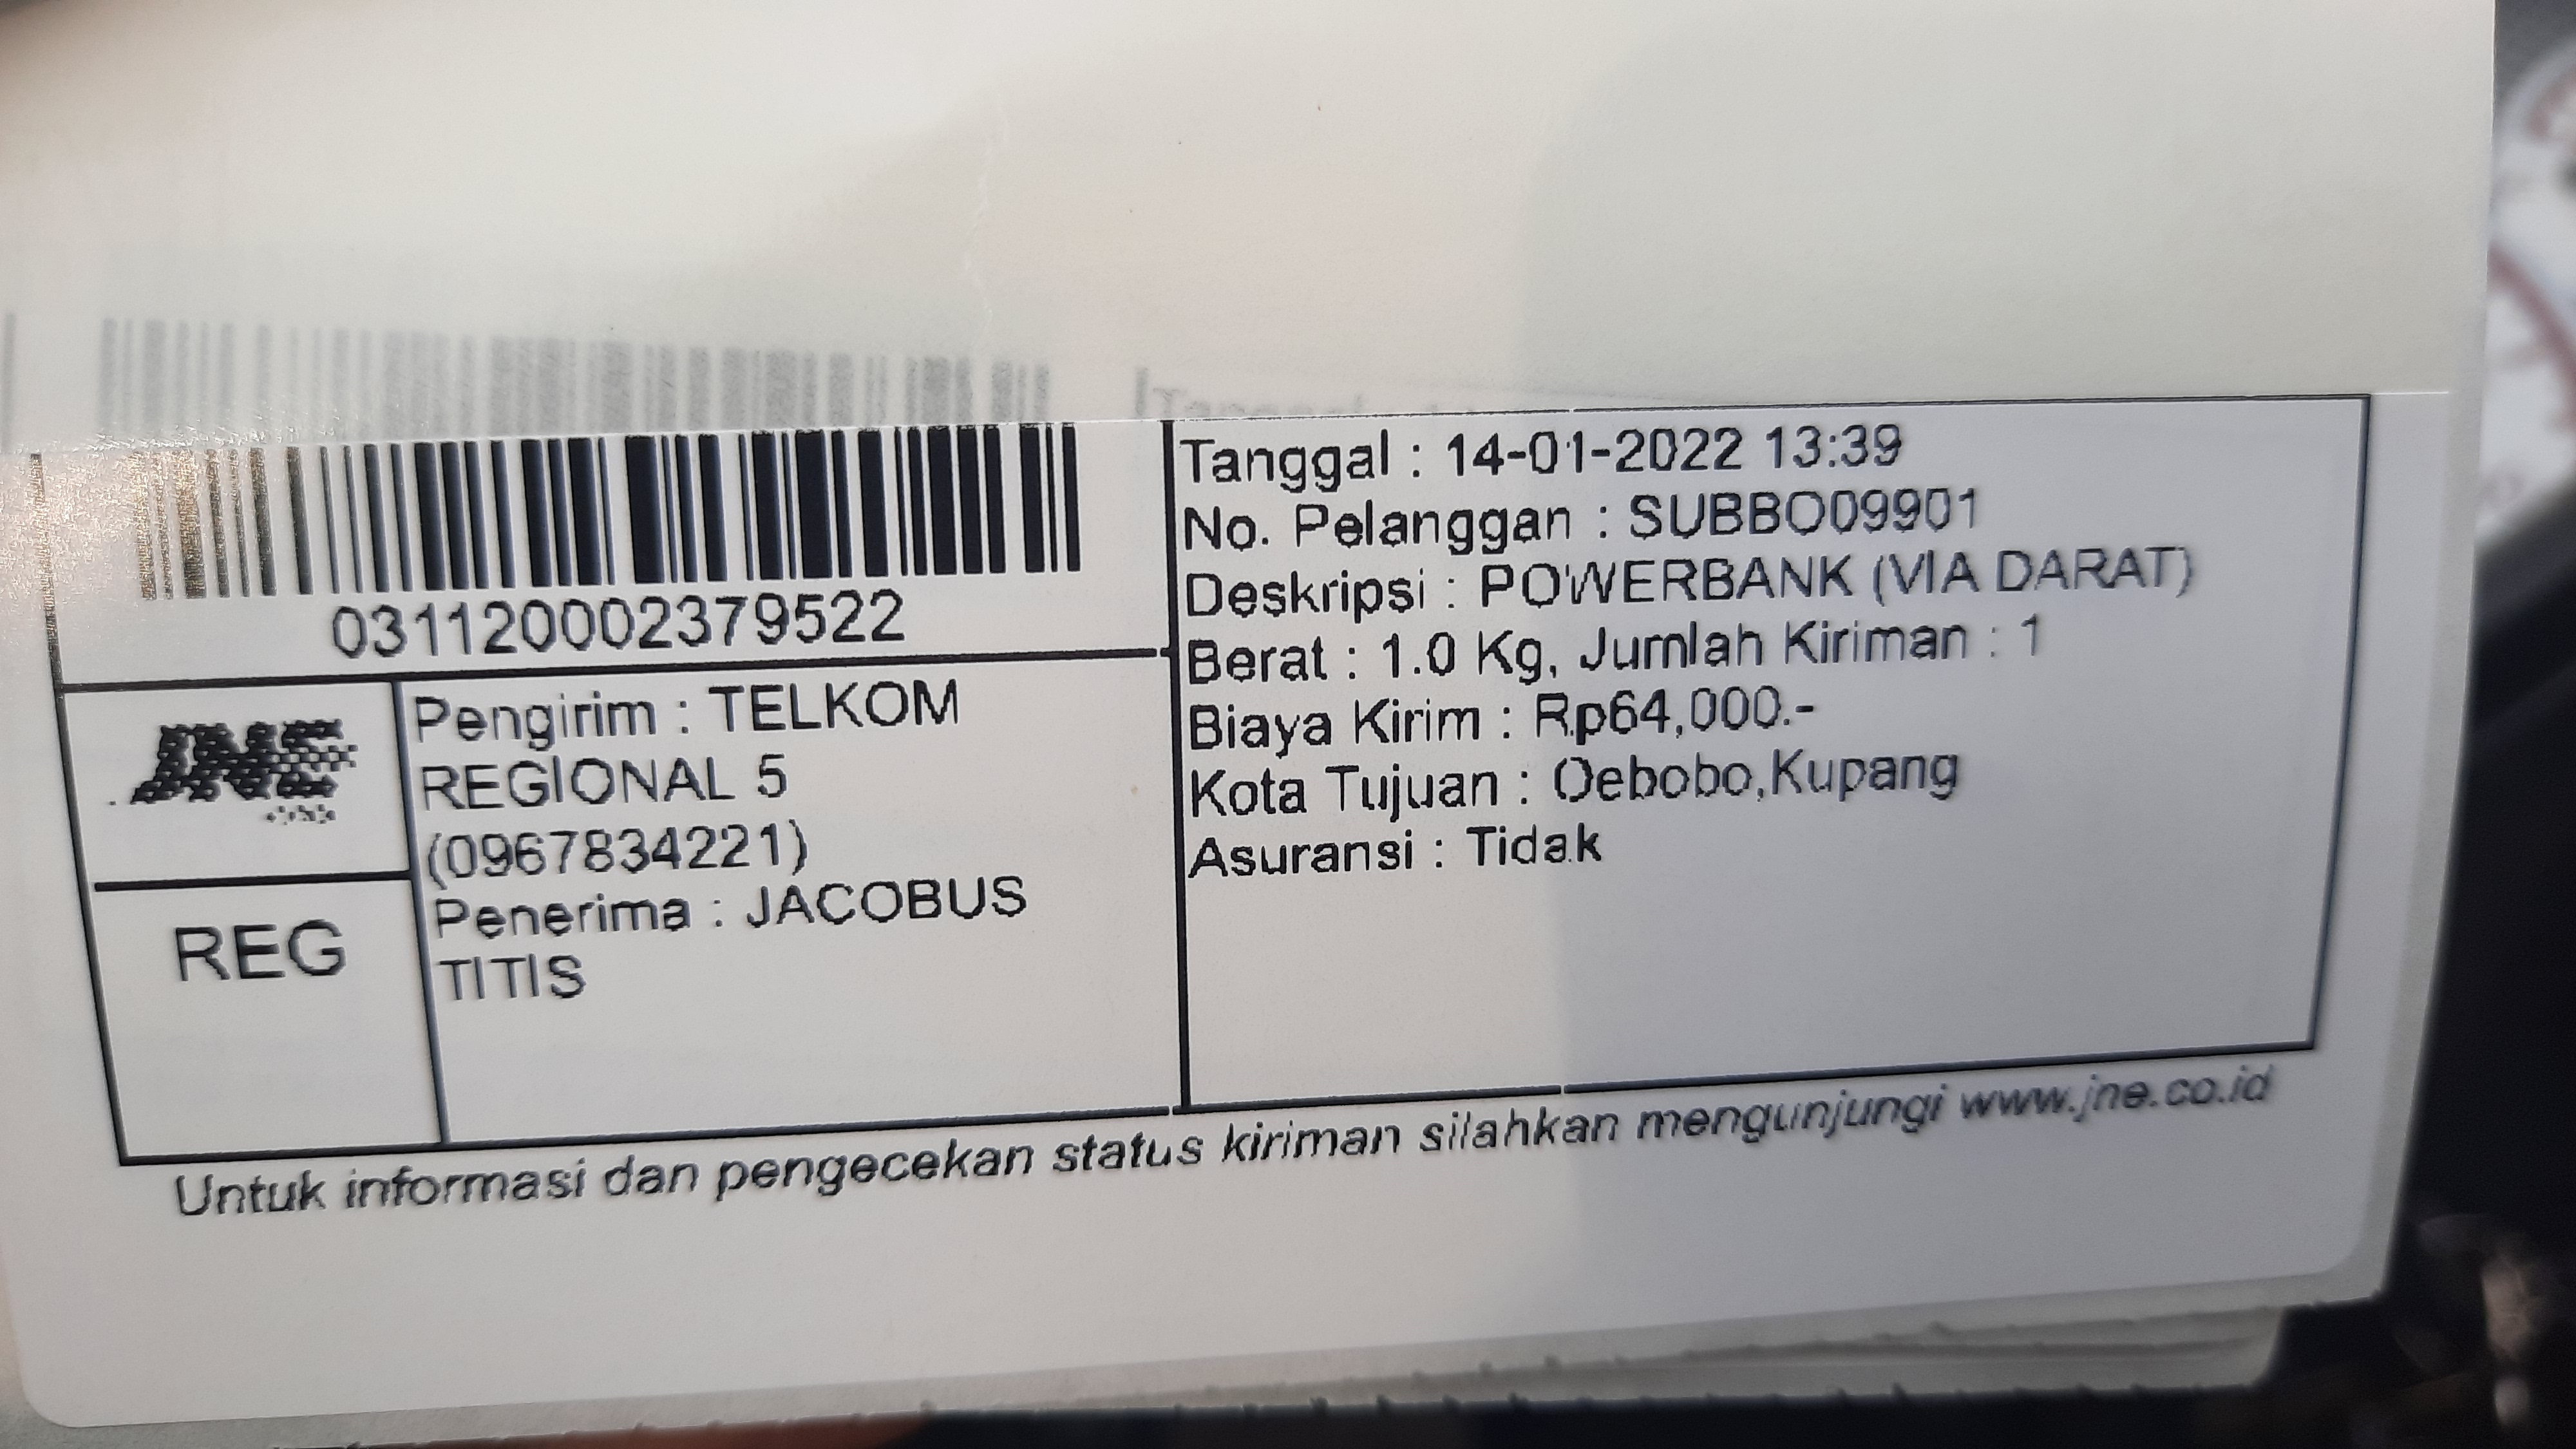 031120002379522
JNE
REG
Pengirim : TELKOM
REGIONAL 5
(0967834221)
Penerima : JACOBUS
TITIS
Tanggal : 14-01-2022 13:39
No. Pelanggan : SUBBO09901
Deskripsi : POWERBANK (VIA DARAT)
Berat : 1.0 Kg, Jumlah Kiriman : 1
Biaya Kirim : Rp64,000.-
Kota Tujuan : Oebobo,Kupang
Asuransi : Tidak
Untuk informasi dan pengecekan status kiriman silahkan mengunjungi www.jne.co.id